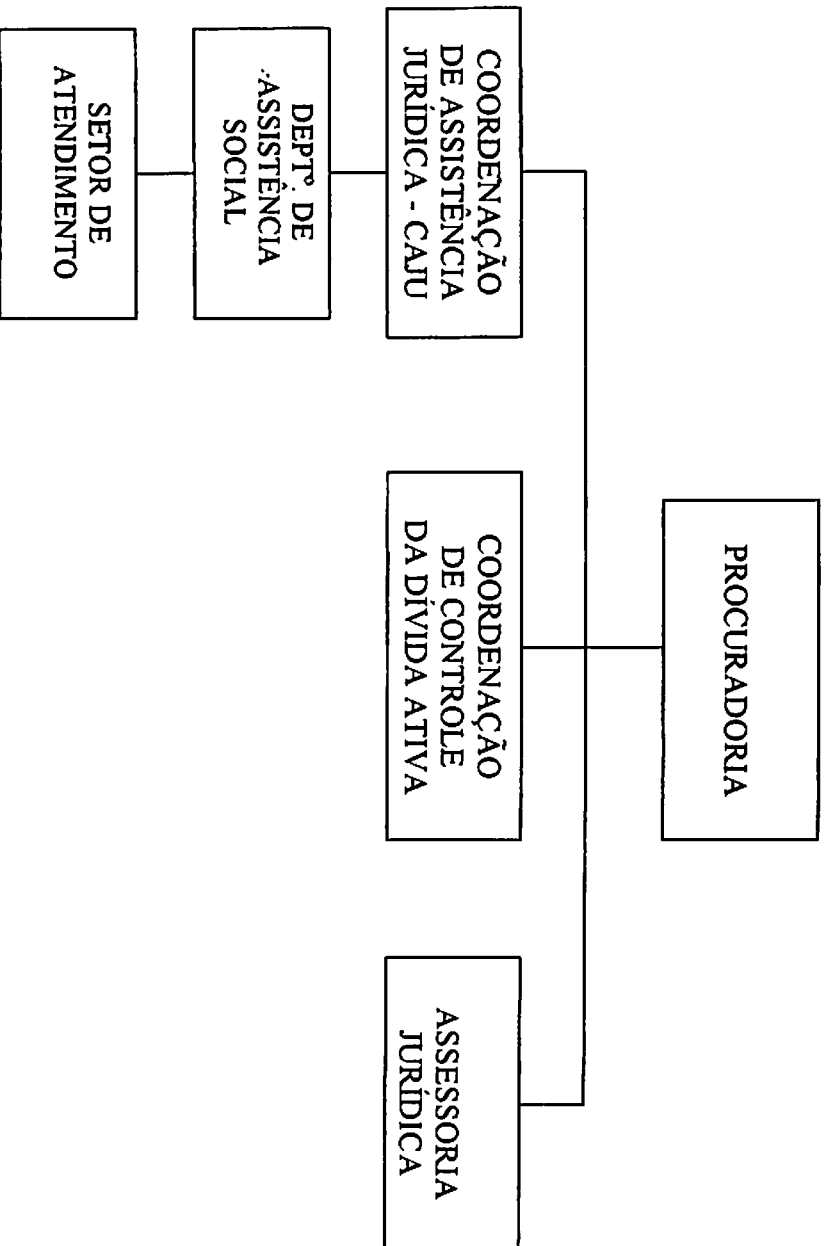 PROCURADORIA
COORDENAÇÃO
DE ASSISTÊNCIA
JURÍDICA - CAJU
COORDENAÇÃO
DE CONTROLE
DA DÍVIDA ATIVA
ASSESSORIA
JURÍDICA
DEPTº. DE
ASSISTÊNCIA
SOCIAL
SETOR DE
ATENDIMENTO